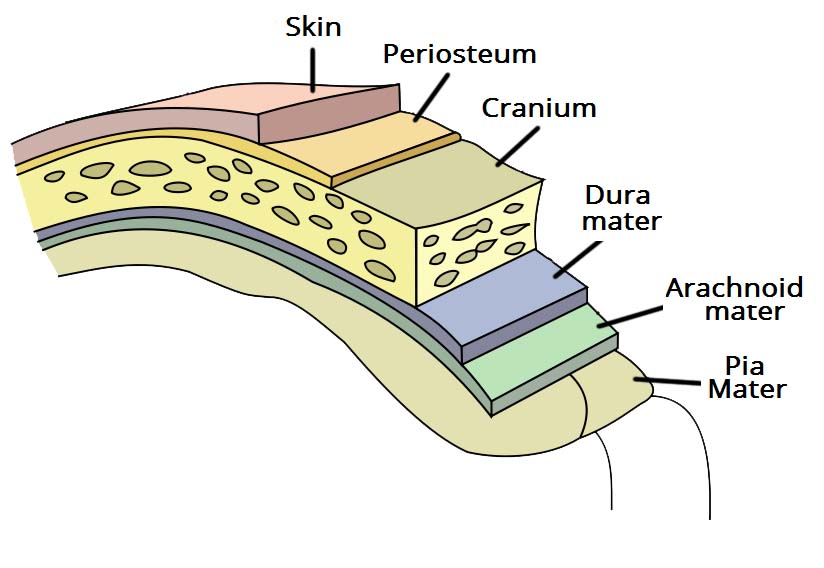 Skin
Periosteum
Cranium
Dura
mater
Arachnoid
mater
Pia
Mater